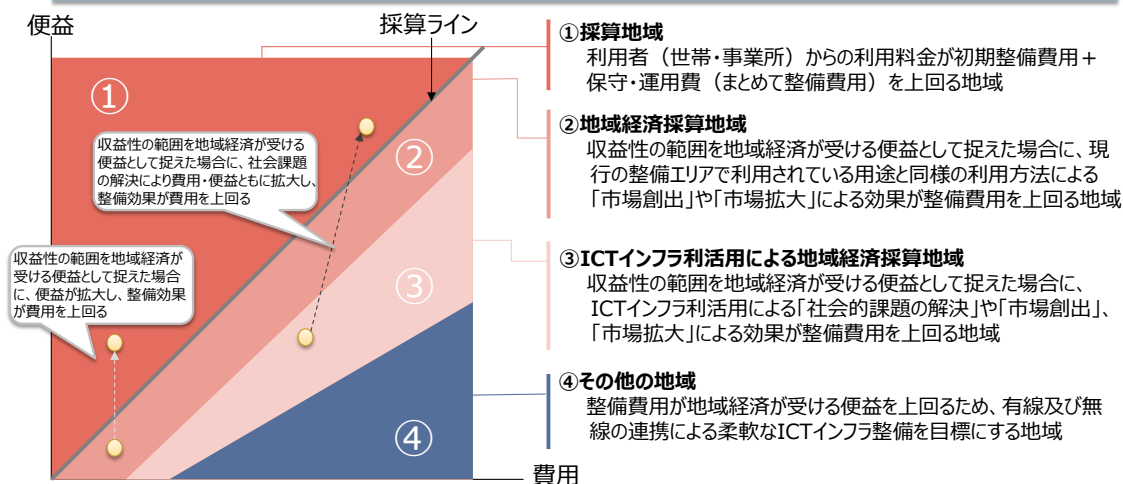 便益
採算ライン
①
②
③
④
収益性の範囲を地域経済が受ける
便益として捉えた場合に、社会課題
の解決により費用・便益ともに拡大し、
整備効果が費用を上回る
収益性の範囲を地域経済が
受ける便益として捉えた場合
に、便益が拡大し、整備効果
が費用を上回る
費用
①採算地域
利用者（世帯・事業所）からの利用料金が初期整備費用＋
保守・運用費（まとめて整備費用）を上回る地域
②地域経済採算地域
収益性の範囲を地域経済が受ける便益として捉えた場合に、現
行の整備エリアで利用されている用途と同様の利用方法による
「市場創出」や「市場拡大」による効果が整備費用を上回る地域
③ICTインフラ利活用による地域経済採算地域
収益性の範囲を地域経済が受ける便益として捉えた場合に、
ICTインフラ利活用による「社会的課題の解決」や「市場創出」、
「市場拡大」による効果が整備費用を上回る地域
④その他の地域
整備費用が地域経済が受ける便益を上回るため、有線及び無
線の連携による柔軟なICTインフラ整備を目標にする地域